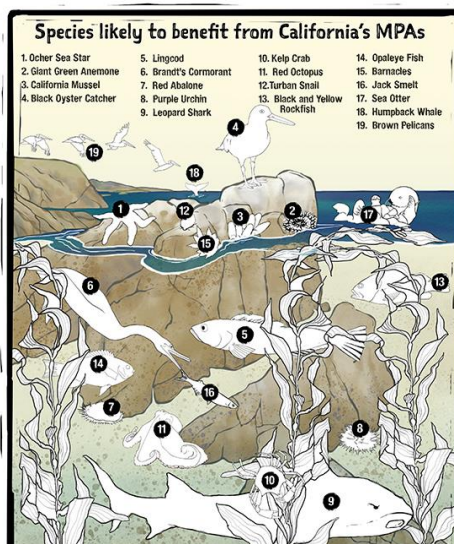 Species likely to benefit from California's MPAs
1. Ocher Sea Star
2. Giant Green Anemone
3. California Mussel
4. Black Oyster Catcher
5. Lingcod
6. Brandt's Cormorant
7. Red Abalone
8. Purple Urchin
9. Leopard Shark
10. Kelp Crab
11. Red Octopus
12.Turban Snail
13. Black and Yellow
Rockfish
14. Opaleye Fish
15. Barnacles
16. Jack Smelt
17. Sea Otter
18. Humpback Whale
19. Brown Pelicans
4
19
18
1
12
3
2
17
15
6
13
5
14
16
7
11
8
10
9